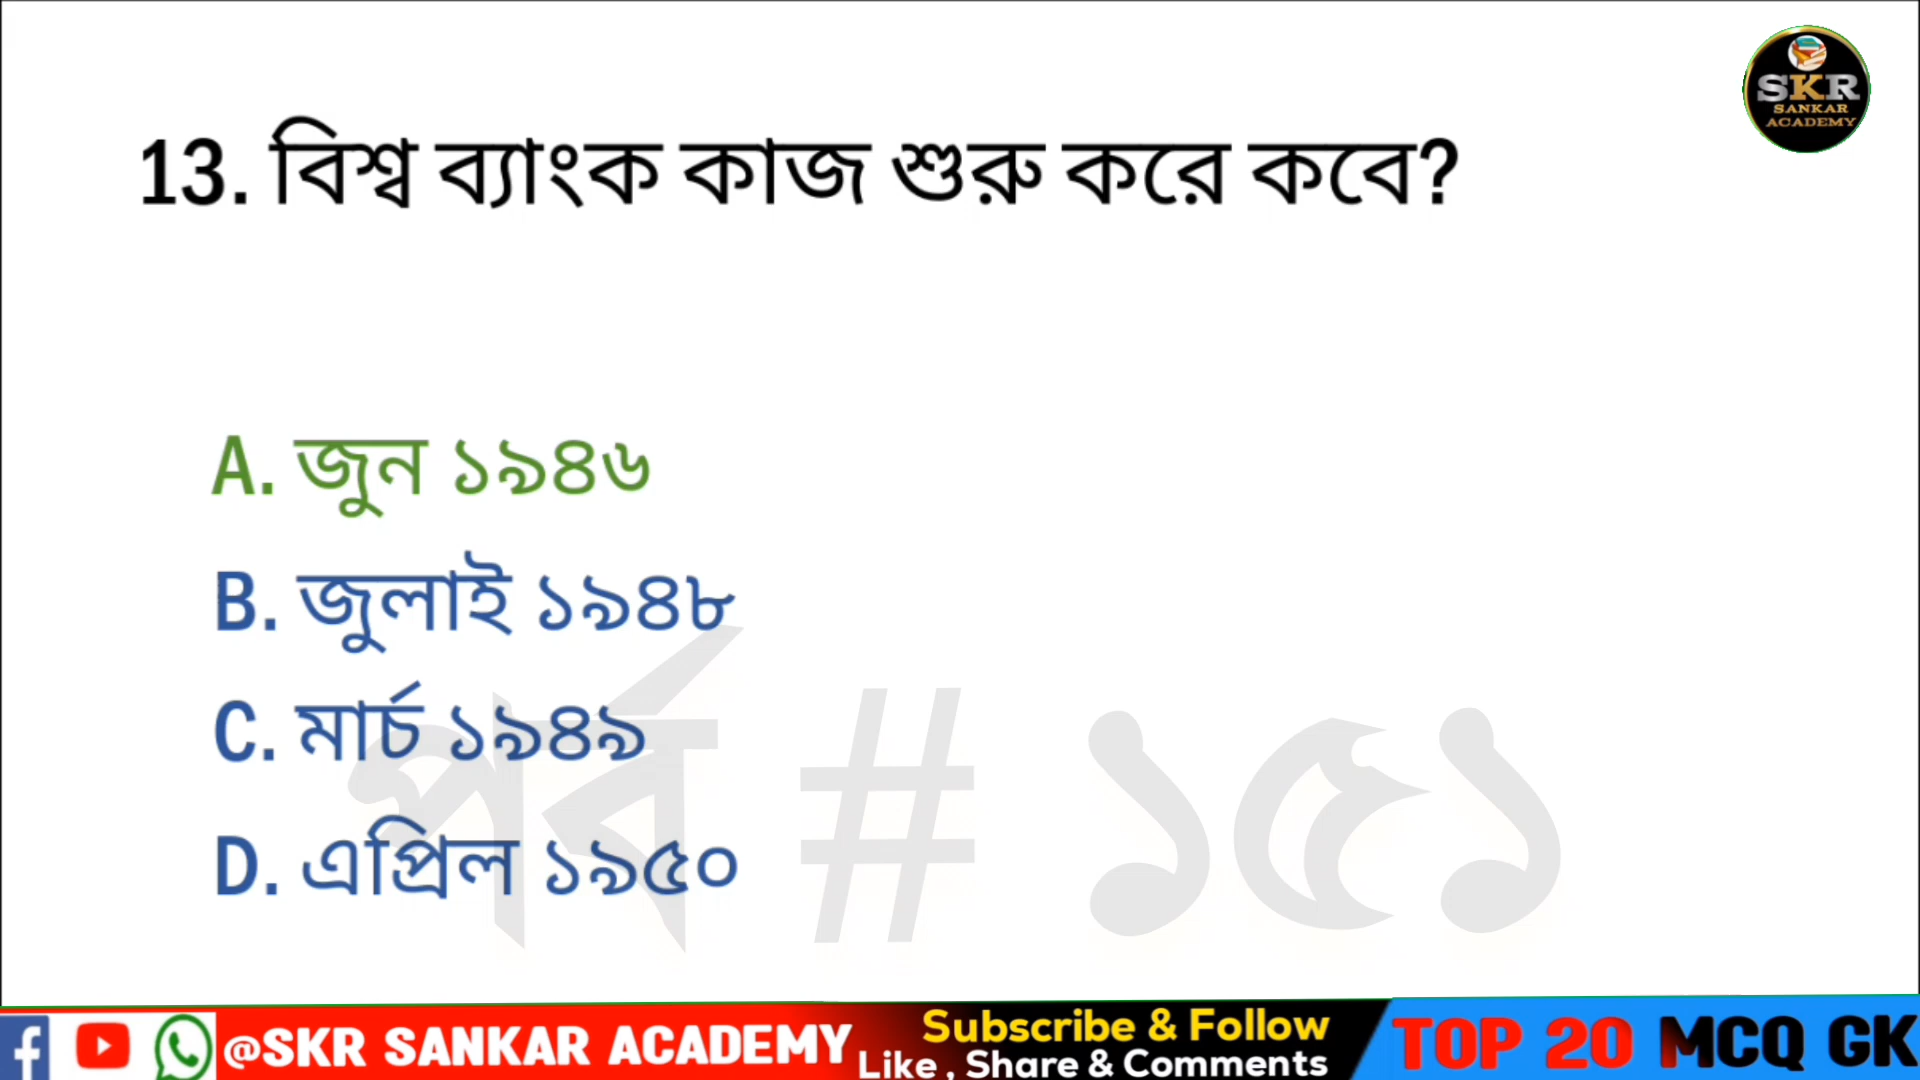 SKR
SANKAR
ACADEMY
13. বিশ্ব ব্যাংক কাজ শুরু করে কবে?
A. জুন ১৯৪৬
B. জুলাই ১৯৪৮
C. মার্চ ১৯৪৯
D. এপ্রিল ১৯৫০
পর্ব # ১৫১
@SKR SANKAR ACADEMY
Subscribe & Follow
Like , Share & Comments
TOP 20 MCQ GK